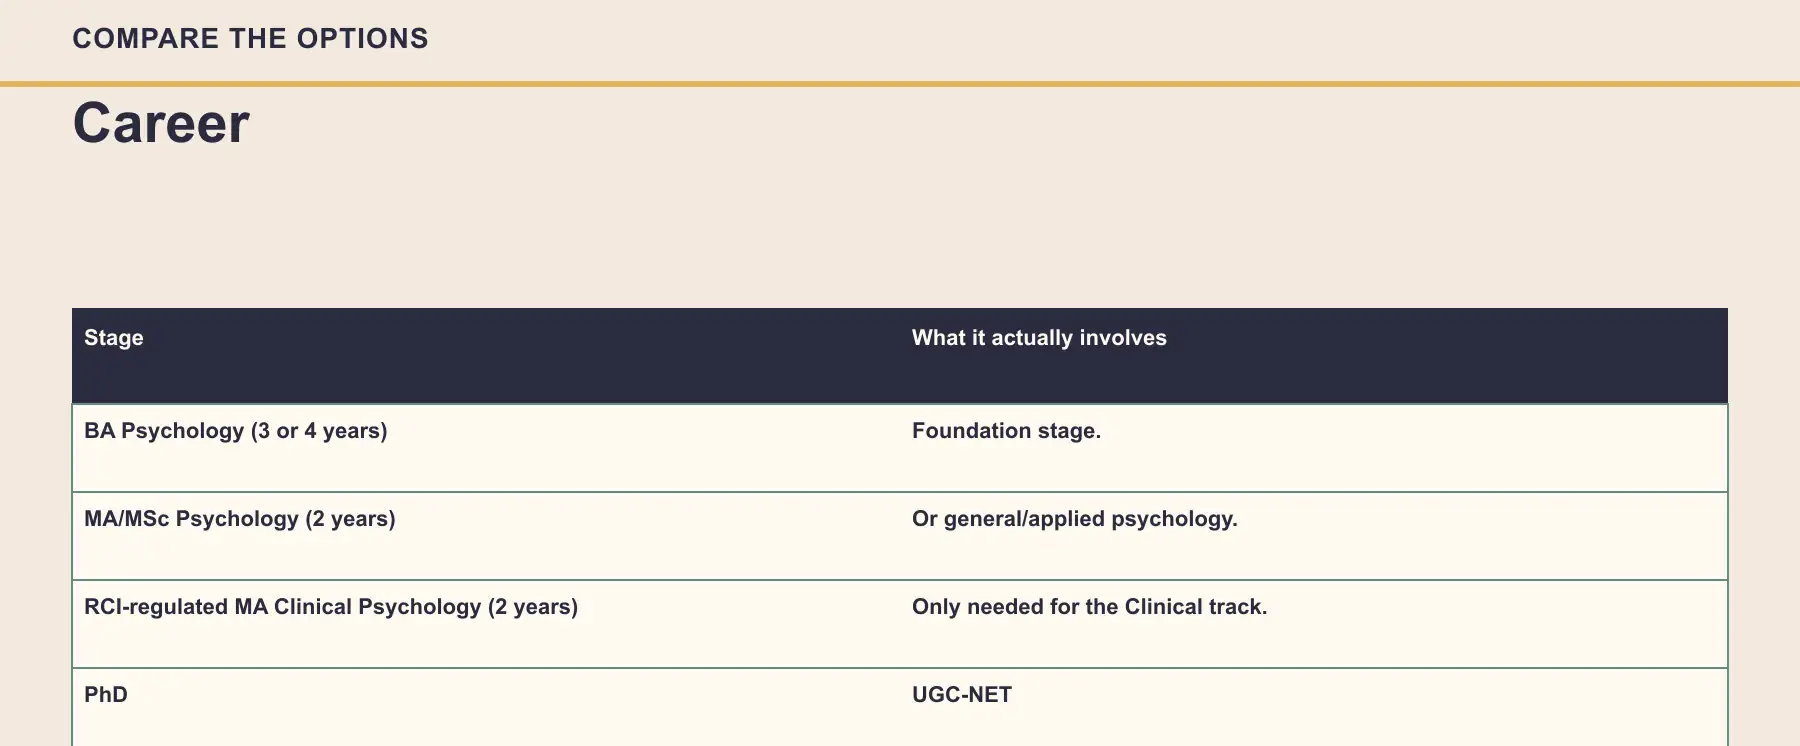 COMPARE THE OPTIONS
Career
Stage What it actually involves
BA Psychology (3 or 4 years) Foundation stage.
MA/MSc Psychology (2 years) Or general/applied psychology.
RCI-regulated MA Clinical Psychology (2 years) Only needed for the Clinical track.
PhD UGC-NET